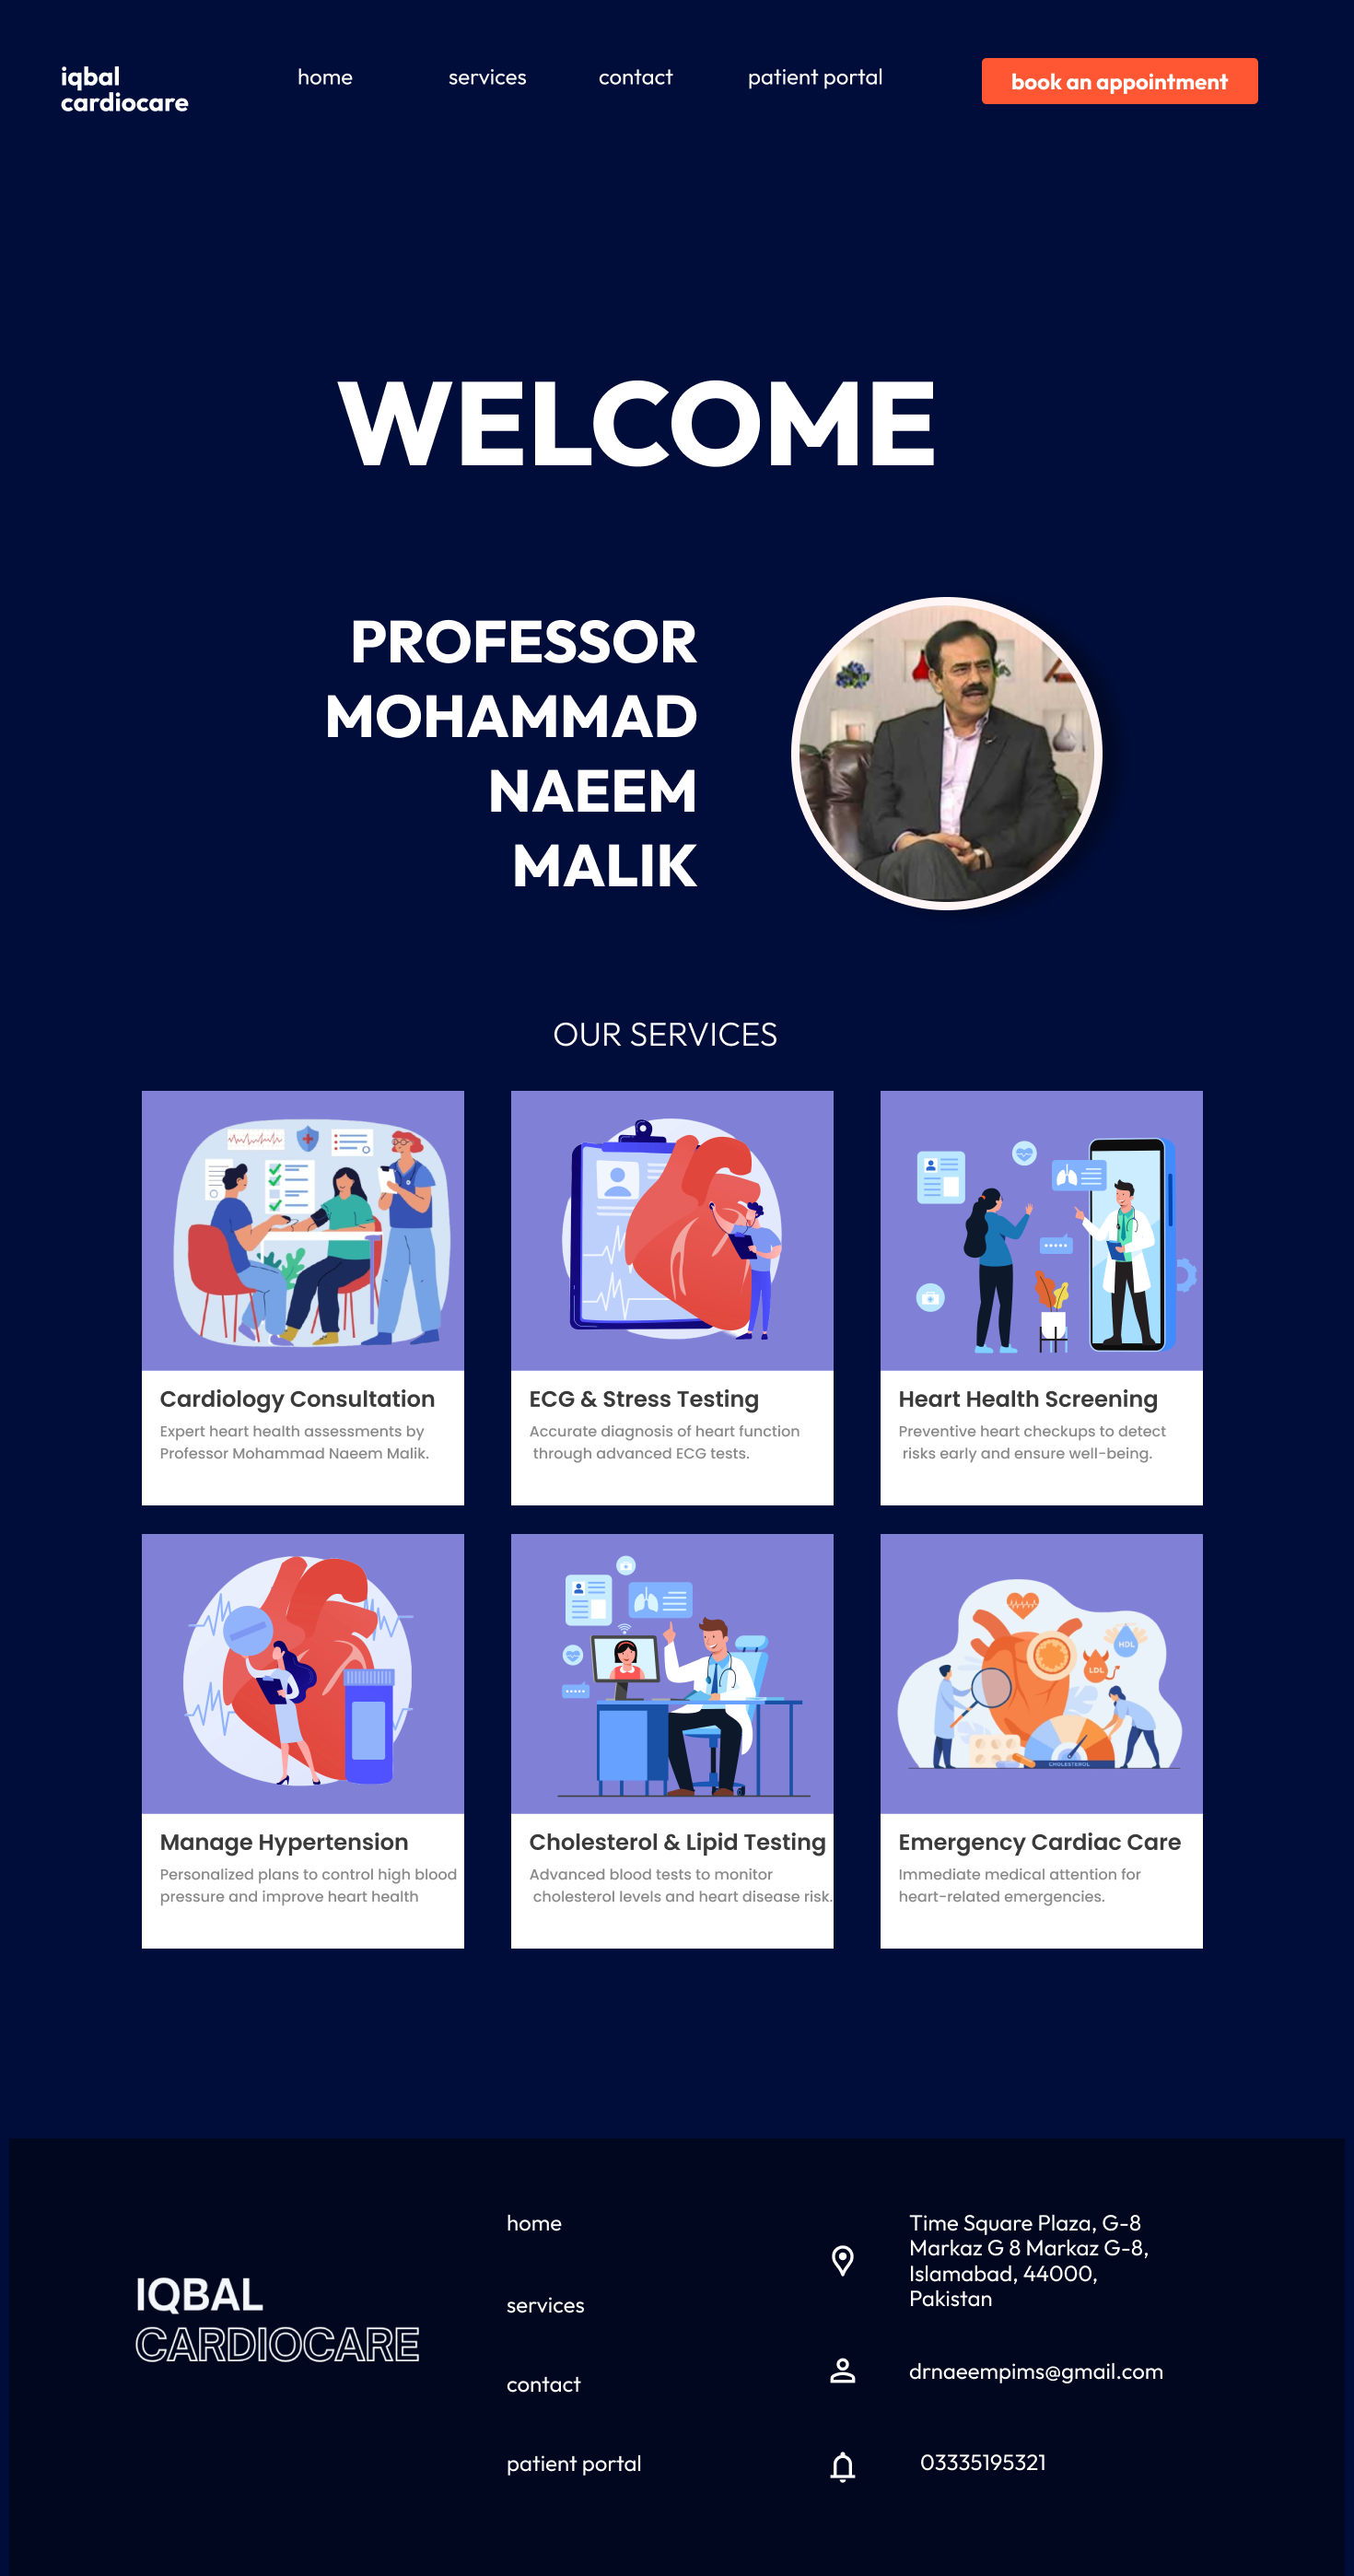 iqbal
cardiocare
home
services
contact
patient portal
book an appointment
WELCOME
PROFESSOR
MOHAMMAD
NAEEM
MALIK
OUR SERVICES
Cardiology Consultation
Expert heart health assessments by
Professor Mohammad Naeem Malik.
ECG & Stress Testing
Accurate diagnosis of heart function
through advanced ECG tests.
Heart Health Screening
Preventive heart checkups to detect
risks early and ensure well-being.
HDL
LDL
CHOLESTEROL
Manage Hypertension
Personalized plans to control high blood
pressure and improve heart health
Cholesterol & Lipid Testing
Advanced blood tests to monitor
cholesterol levels and heart disease risk.
Emergency Cardiac Care
Immediate medical attention for
heart-related emergencies.
IQBAL
CARDIOCARE
home
services
contact
patient portal
Time Square Plaza, G-8
Markaz G 8 Markaz G-8,
Islamabad, 44000,
Pakistan
drnaeempims@gmail.com
03335195321